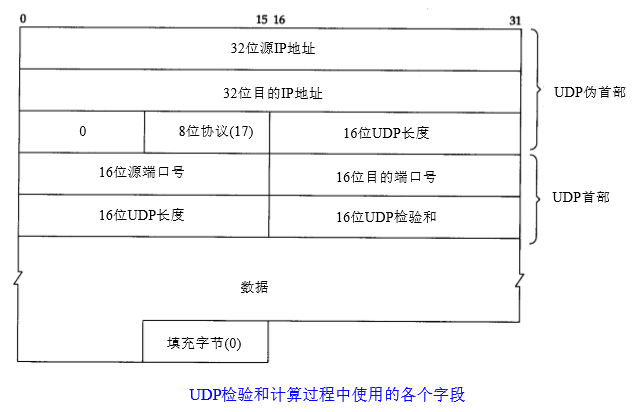 0 15 16 31
32位源IP地址
32位目的IP地址
UDP伪首部
0 8位协议(17) 16位UDP长度
16位源端口号 16位目的端口号
UDP首部
16位UDP长度 16位UDP检验和
数据
填充字节(0)
UDP检验和计算过程中使用的各个字段